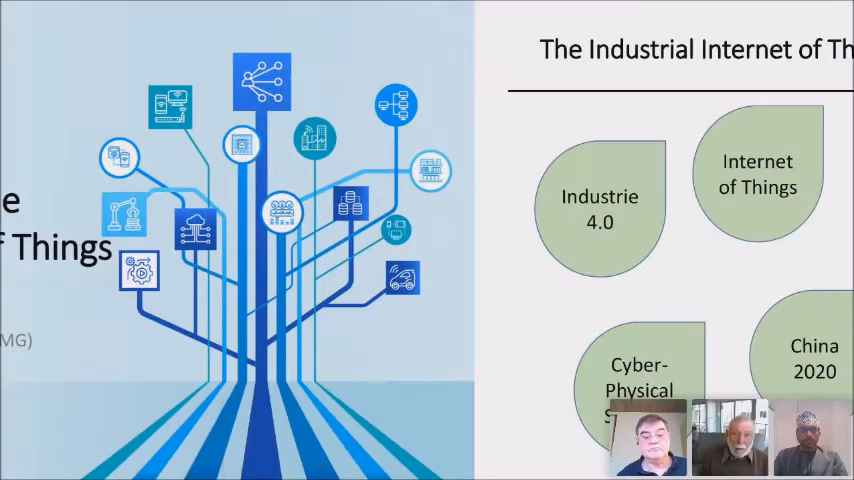 e
f Things
MG)
The Industrial Internet of Th
Industrie
4.0
Internet
of Things
Cyber-
Physical
S
China
2020